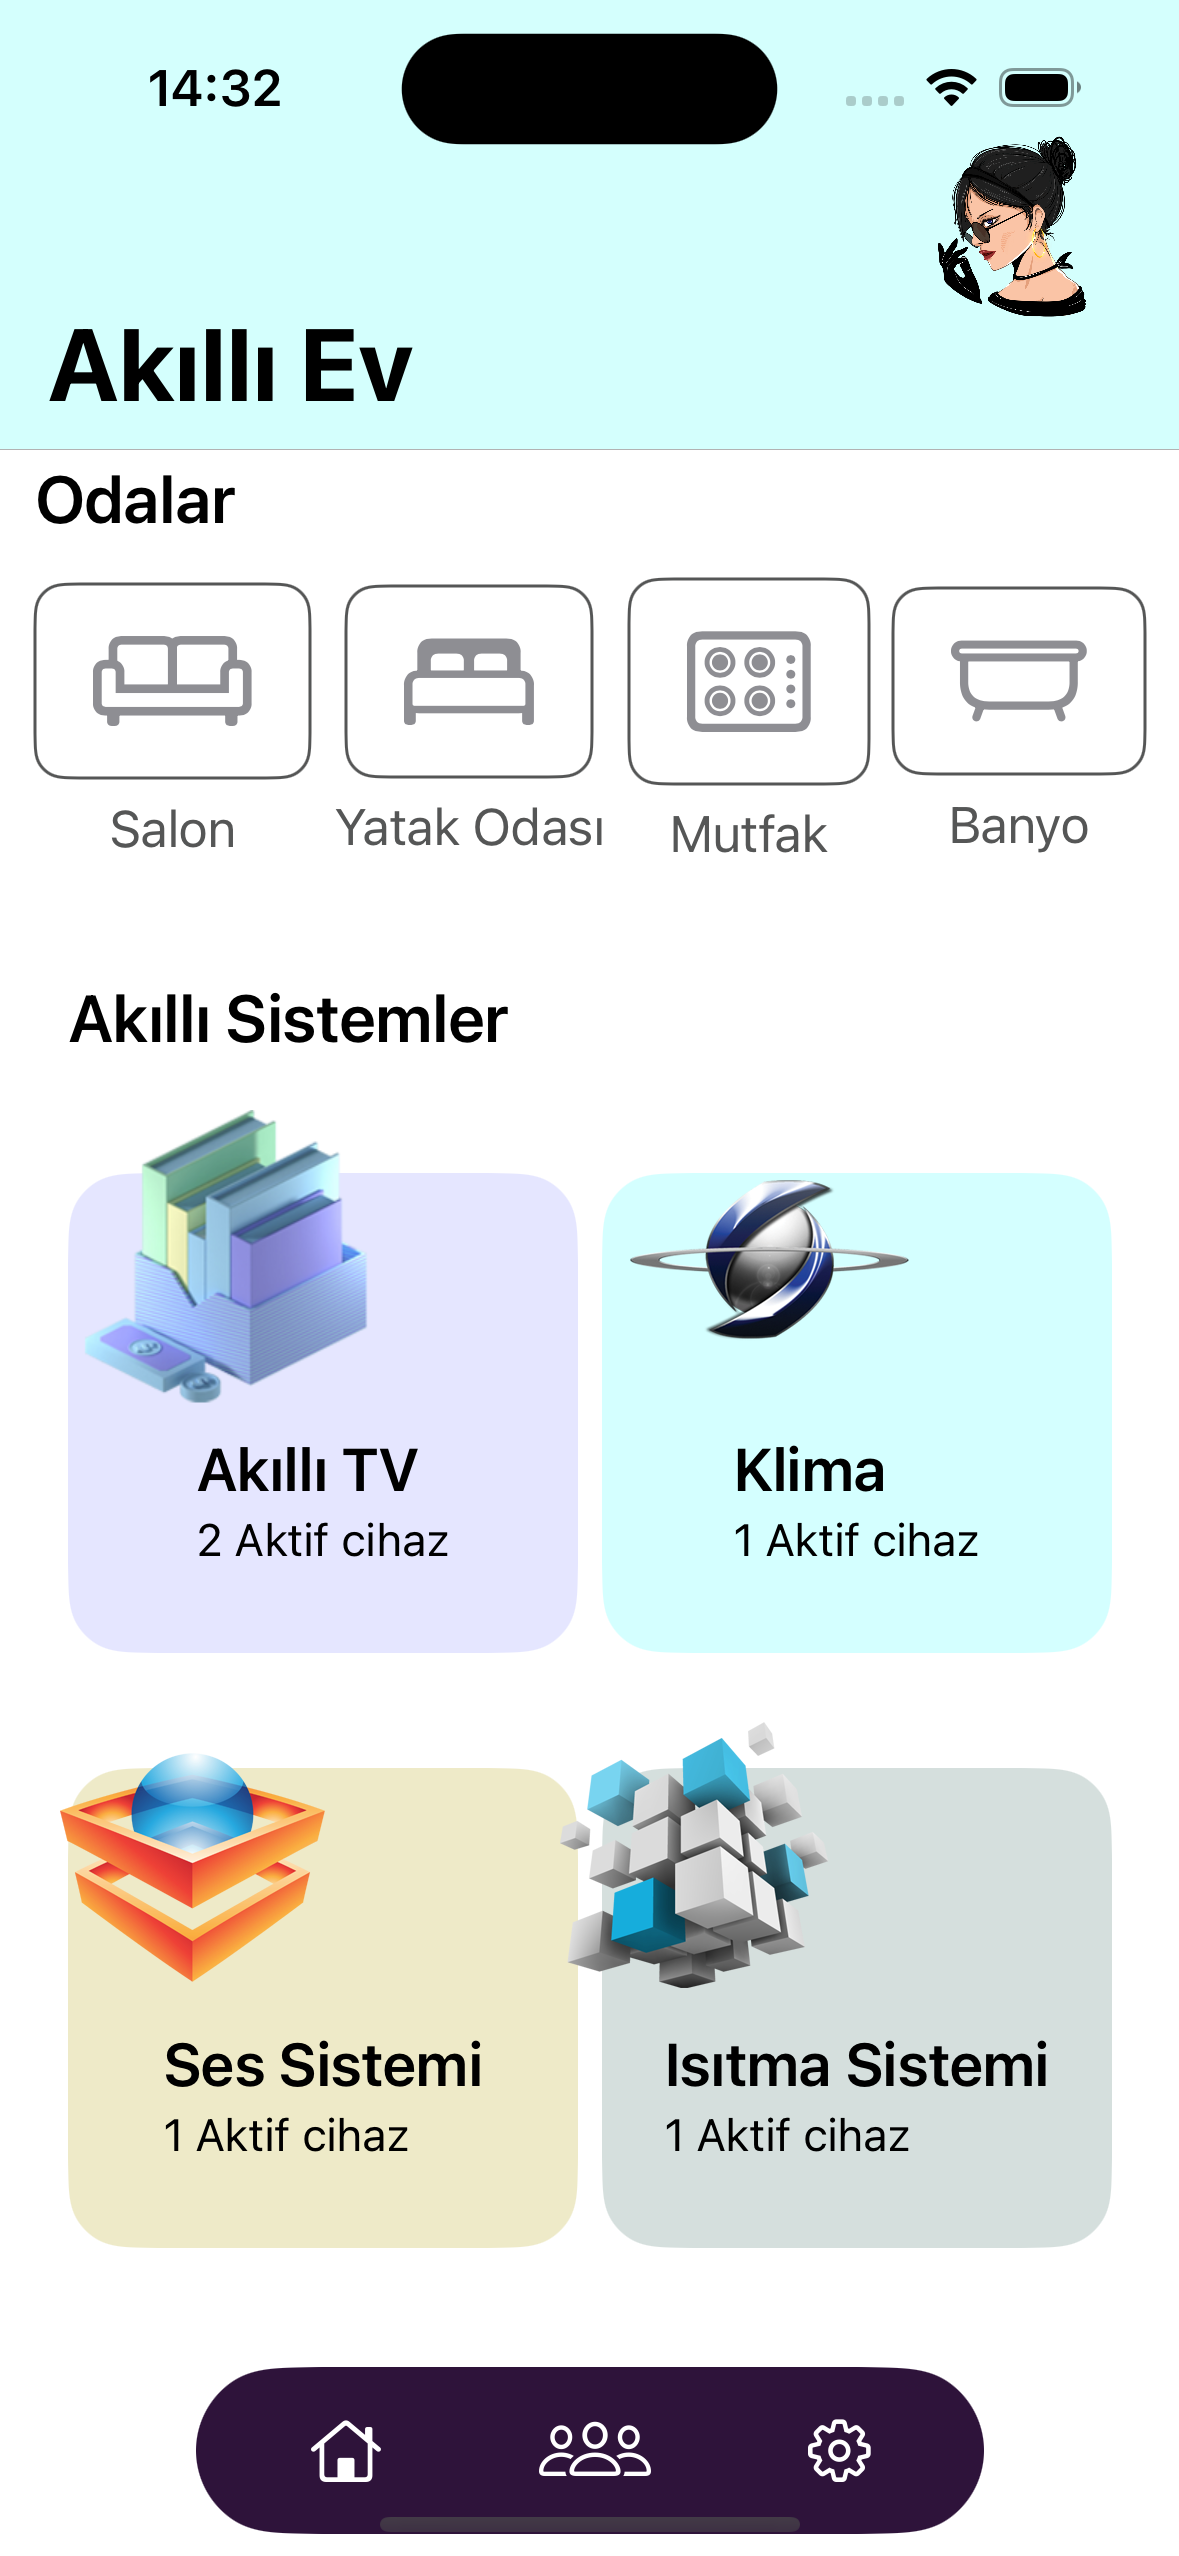 14:32
Akıllı Ev
Odalar
Salon
Yatak Odası
Mutfak
Banyo
Akıllı Sistemler
Akıllı TV
2 Aktif cihaz
Klima
1 Aktif cihaz
Ses Sistemi
1 Aktif cihaz
Isıtma Sistemi
1 Aktif cihaz